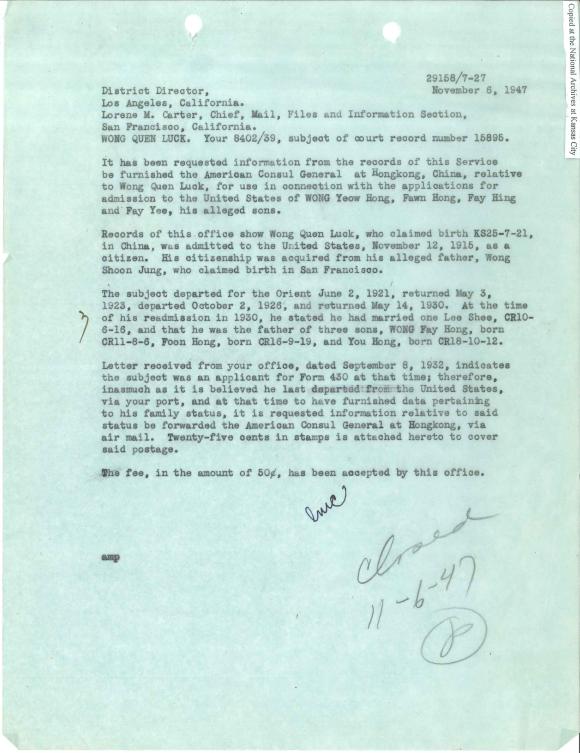 Copied at the National Archives at Kansas City
29158/7-27
District Director,
November 6, 1947
Los Angeles, California.
Lorene M. Carter, Chief, Mail, Files and Information Section,
San Francisco, California.
WONG QUEN LUCK. Your 8402/39, subject of court record number 15895.
It has been requested information from the records of this Service
be furnished the American Consul General at Hongkong, China, relative
to Wong Quen Luck, for use in connection with the applications for
admission to the United States of WONG Yeow Hong, Fawn Hong, Fay Hing
and Fay Yee, his alleged sons.
Records of this office show Wong Quen Luck, who claimed birth KS25-7-21,
in China, was admitted to the United States, November 12, 1915, as a
citizen. His citizenship was acquired from his alleged father, Wong
Shoon Jung, who claimed birth in San Francisco.
The subject departed for the Orient June 2, 1921, returned May 3,
1923, departed October 2, 1926, and returned May 14, 1930. At the time
of his readmission in 1930, he stated he had married one Lee Shee, CR10-
6-16, and that he was the father of three sons, WONG Fay Hong, born
CR11-8-6, Foon Hong, born CR16-9-19, and You Hong, born CR18-10-12.
Letter received from your office, dated September 8, 1932, indicates
the subject was an applicant for Form 430 at that time; therefore,
inasmuch as it is believed he last departed from the United States,
via your port, and at that time to have furnished data pertaining
to his family status, it is requested information relative to said
status be forwarded the American Consul General at Hongkong, via
air mail. Twenty-five cents in stamps is attached hereto to cover
said postage.
The fee, in the amount of 50¢, has been accepted by this office.
lmc
amp
Closed
11-6-47